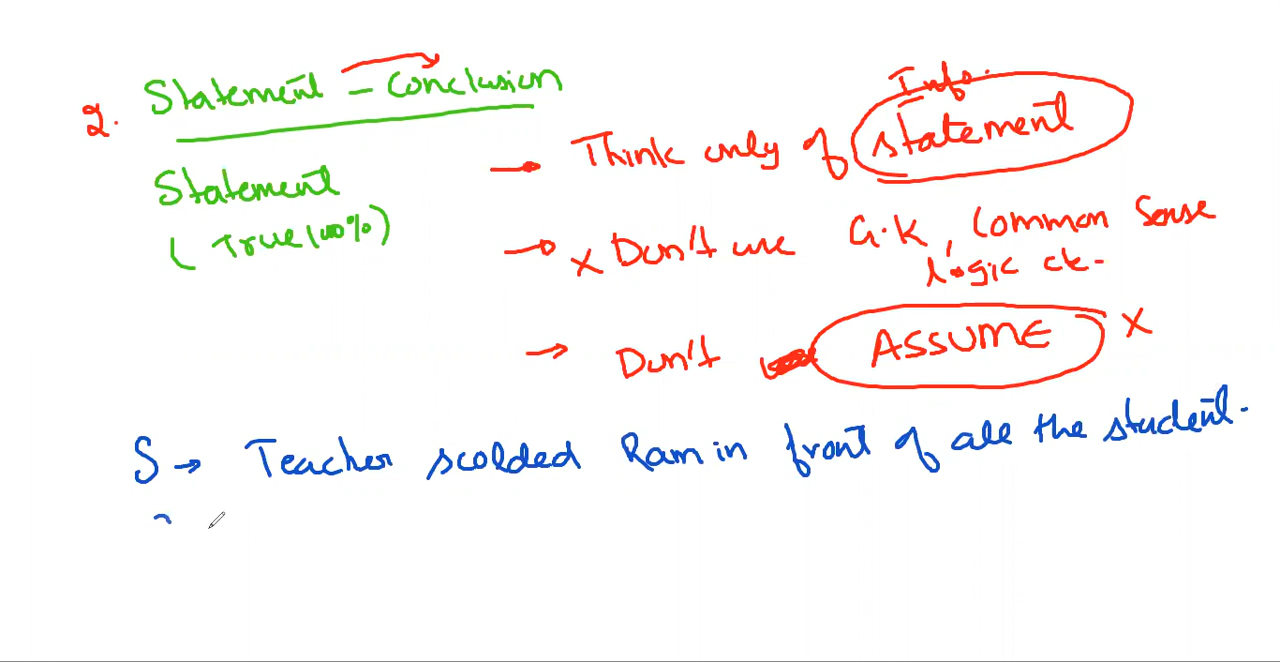 2. Statement - Conclusion
Statement
(True 100%)
Info.
→ Think only of statement
→ x Don't use G.K, Common Sense
logic etc-
→ Don't ASSUME x
S → Teacher scolded Ram in front of all the student.